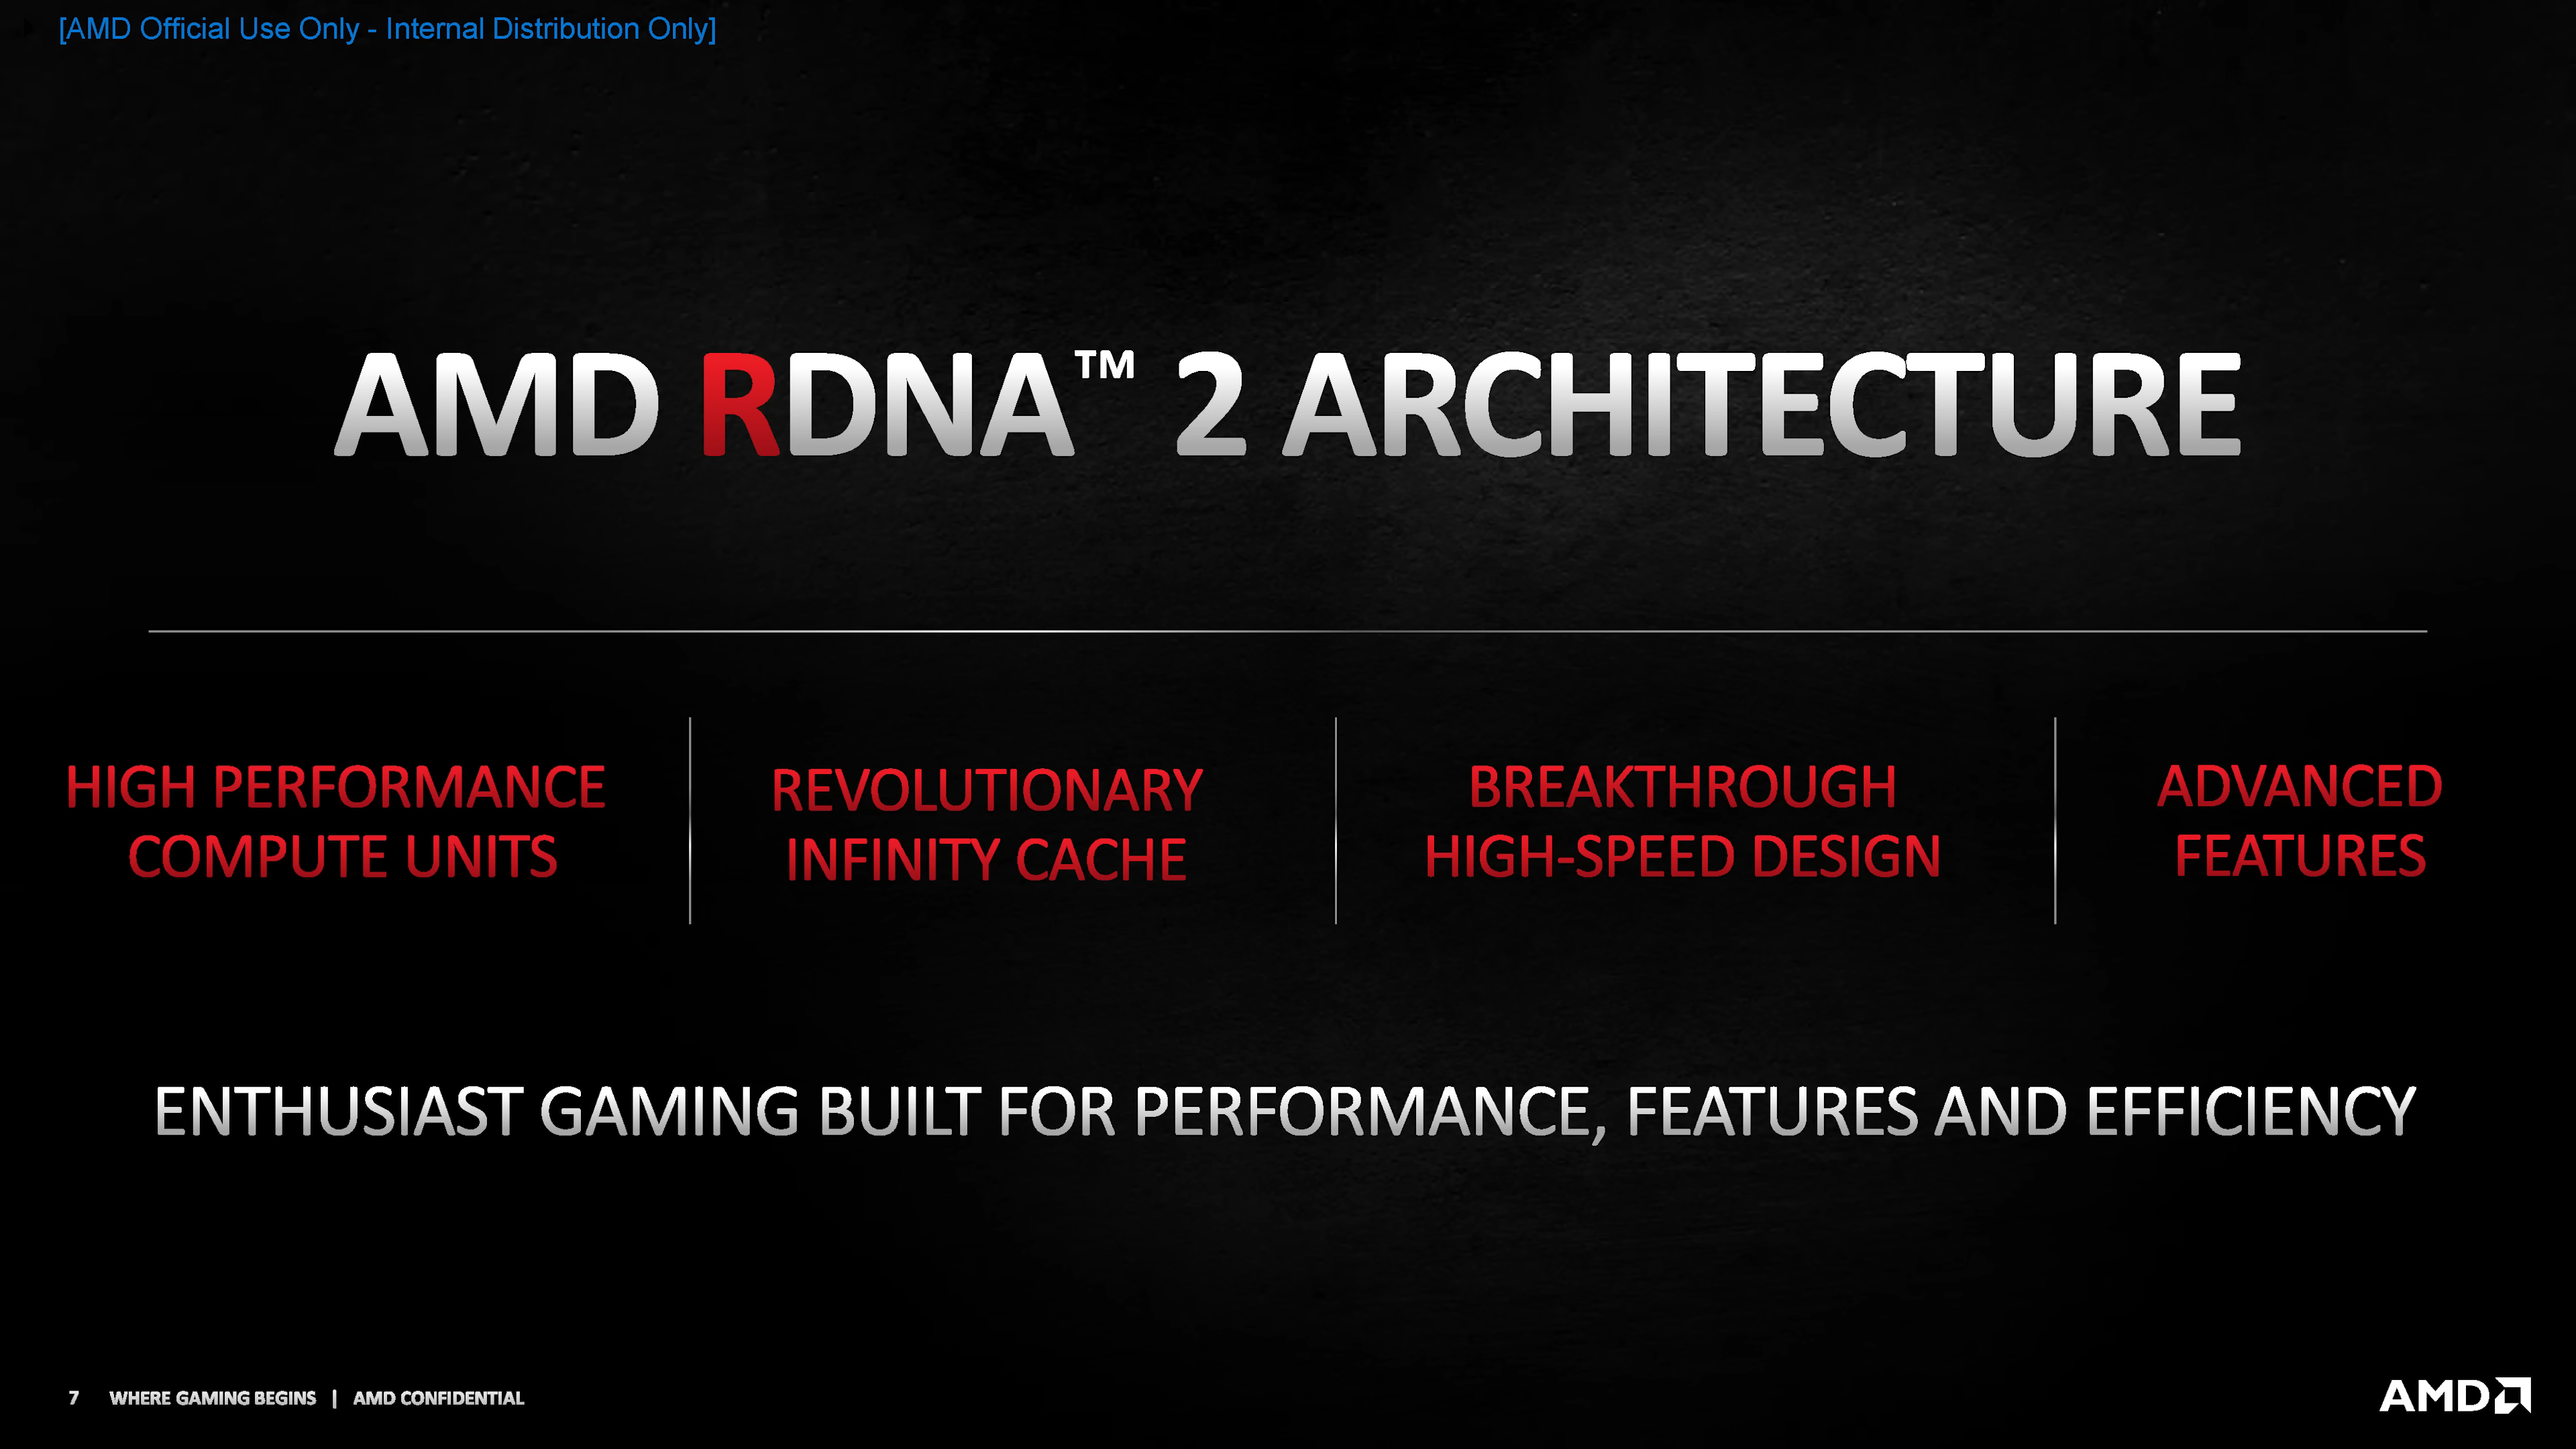 [AMD Official Use Only - Internal Distribution Only]
AMD RDNA™ 2 ARCHITECTURE
HIGH PERFORMANCE
COMPUTE UNITS
REVOLUTIONARY
INFINITY CACHE
BREAKTHROUGH
HIGH-SPEED DESIGN
ADVANCED
FEATURES
ENTHUSIAST GAMING BUILT FOR PERFORMANCE, FEATURES AND EFFICIENCY
7 WHERE GAMING BEGINS | AMD CONFIDENTIAL
AMD